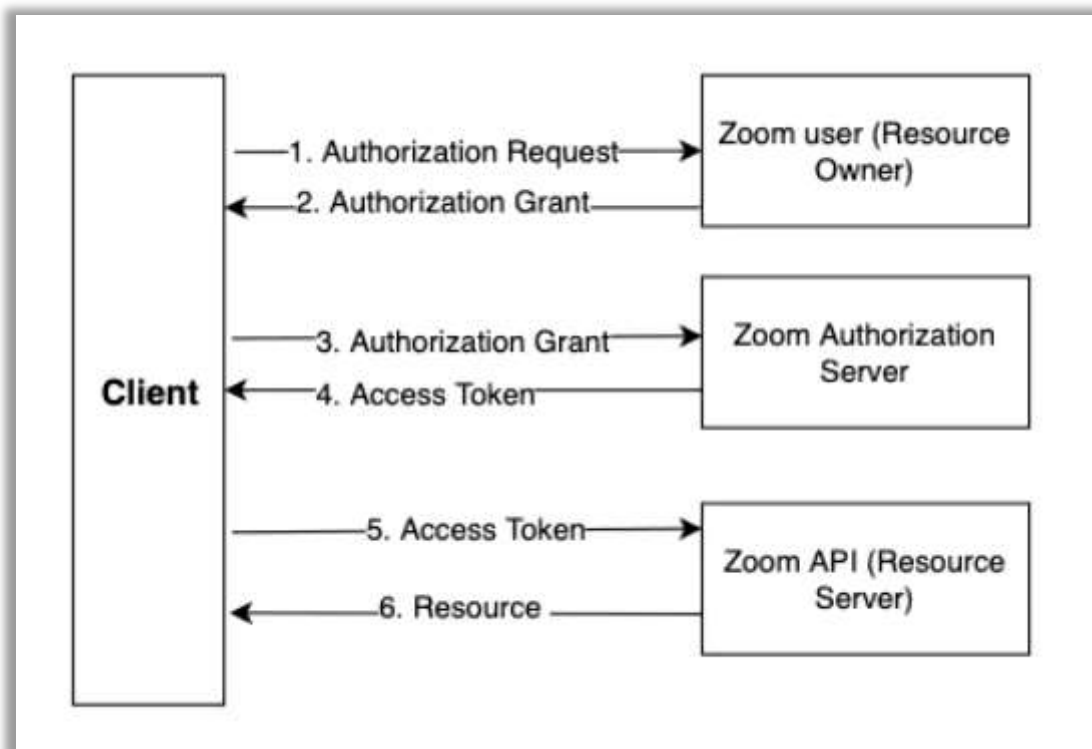 1. Authorization Request
Zoom user (Resource
Owner)
2. Authorization Grant
Client
3. Authorization Grant
Zoom Authorization
Server
4. Access Token
5. Access Token
Zoom API (Resource
Server)
6. Resource